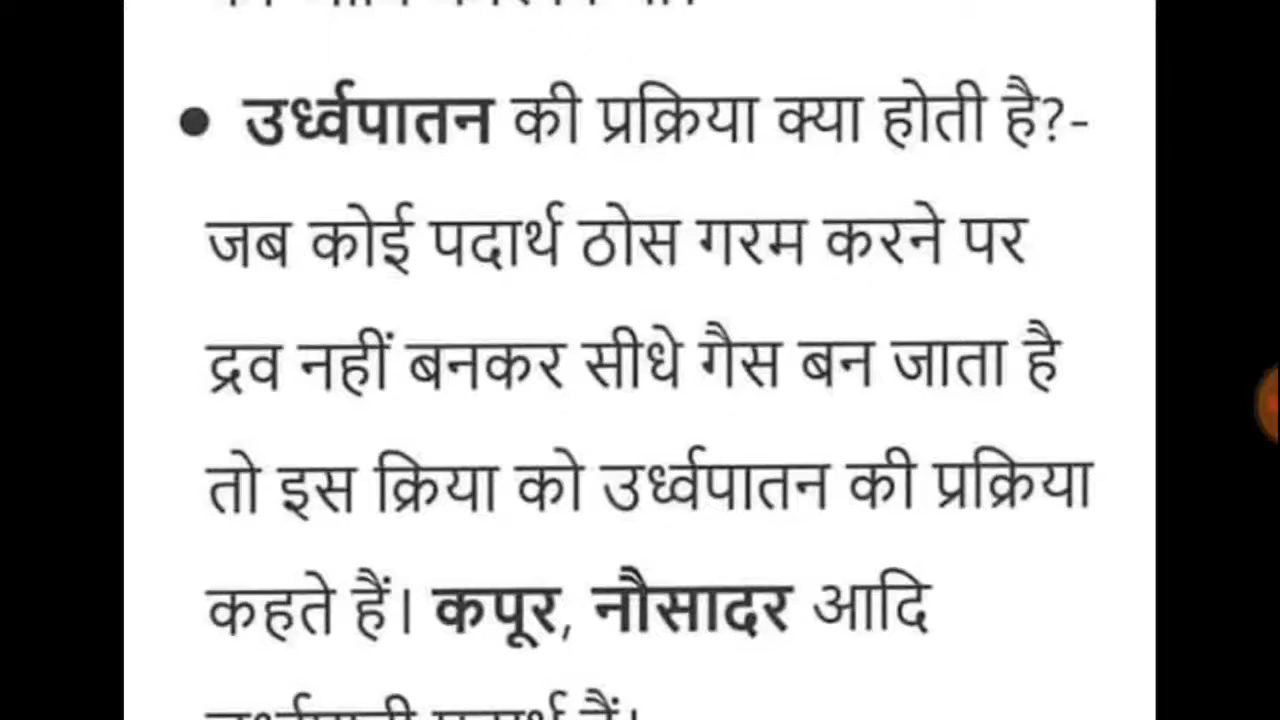 • उर्ध्वपातन की प्रक्रिया क्या होती है?-
जब कोई पदार्थ ठोस गरम करने पर
द्रव नहीं बनकर सीधे गैस बन जाता है
तो इस क्रिया को उर्ध्वपातन की प्रक्रिया
कहते हैं। कपूर, नौसादर आदि